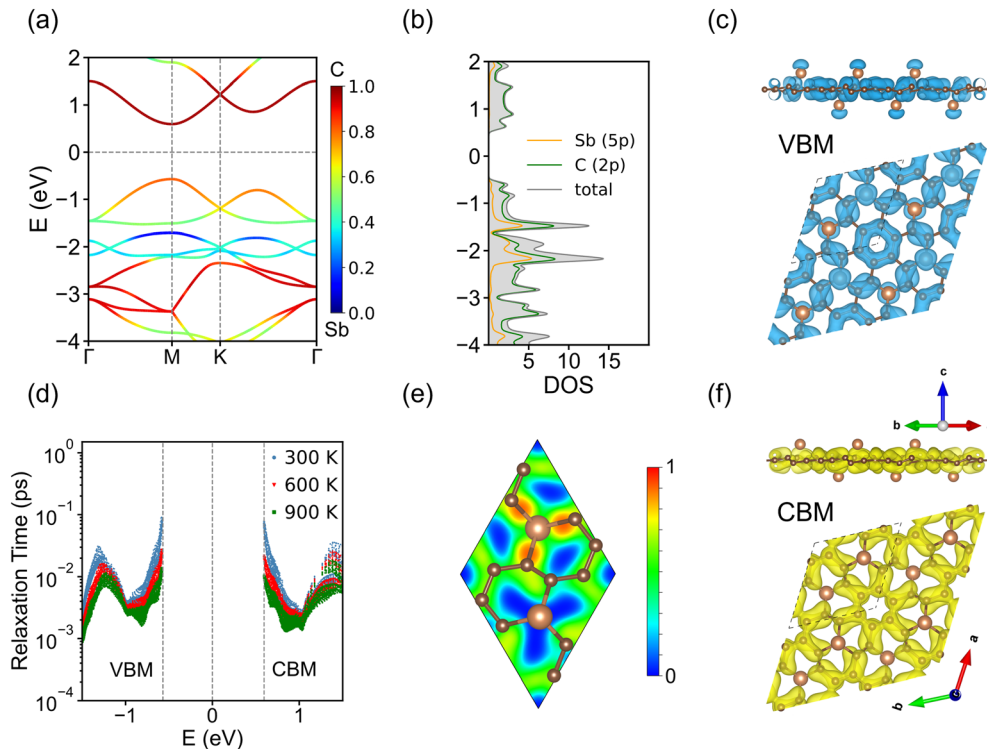 (a)
2
1
0
−1
−2
−3
−4
E (eV)
Γ
M
K
Γ
C
1.0
0.8
0.6
0.4
0.2
0.0
Sb
(b)
2
1
0
−1
−2
−3
−4
Sb (5p)
C (2p)
total
5
10
15
DOS
(c)
VBM
(d)
10⁰
10⁻¹
10⁻²
10⁻³
10⁻⁴
Relaxation Time (ps)
300 K
600 K
900 K
VBM
CBM
−1
0
1
E (eV)
(e)
1
0
(f)
c
b
CBM
a
b
c